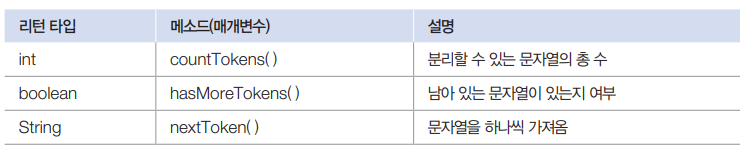 리턴 타입 메소드(매개변수) 설명
int countTokens( ) 분리할 수 있는 문자열의 총 수
boolean hasMoreTokens( ) 남아 있는 문자열이 있는지 여부
String nextToken( ) 문자열을 하나씩 가져옴